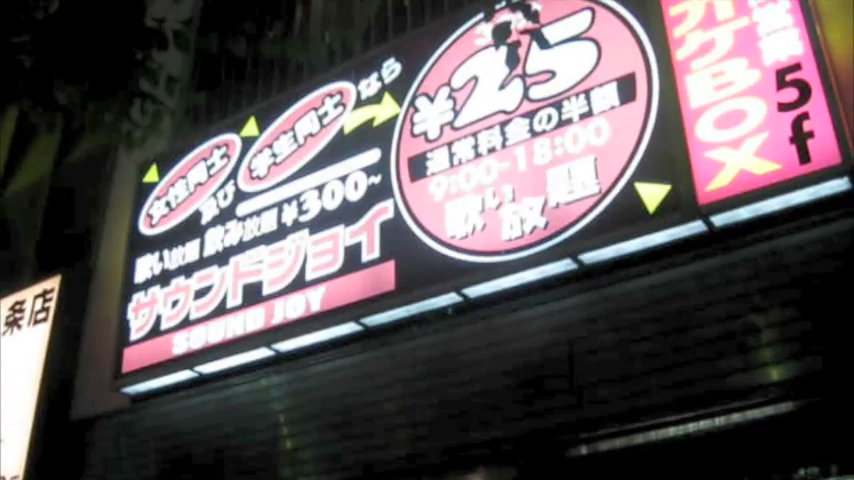 女性同士
及び
学生同士
なら
歌い放題 飲み放題 ¥300~
サウンドジョイ
SOUND JOY
¥25
通常料金の半額
9:00~18:00
歌い
放題
オケBOX
営業
5f
条店